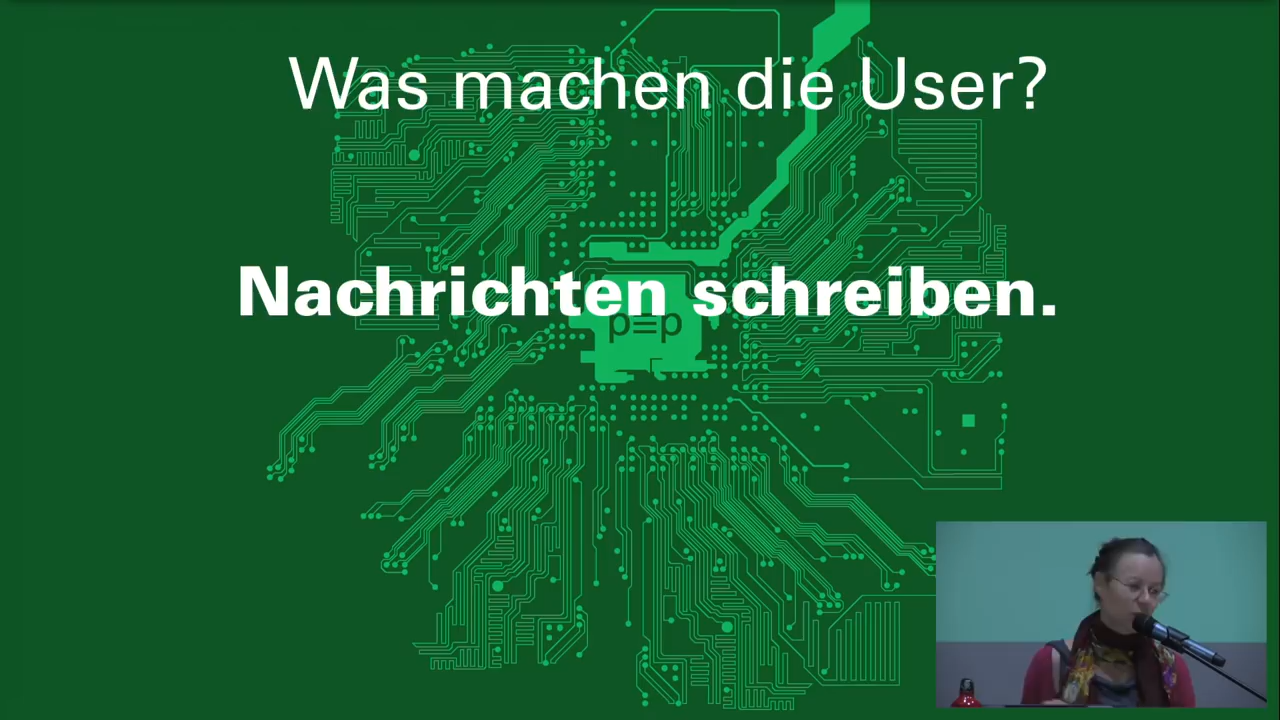 Was machen die User?
Nachrichten schreiben.
p≡p